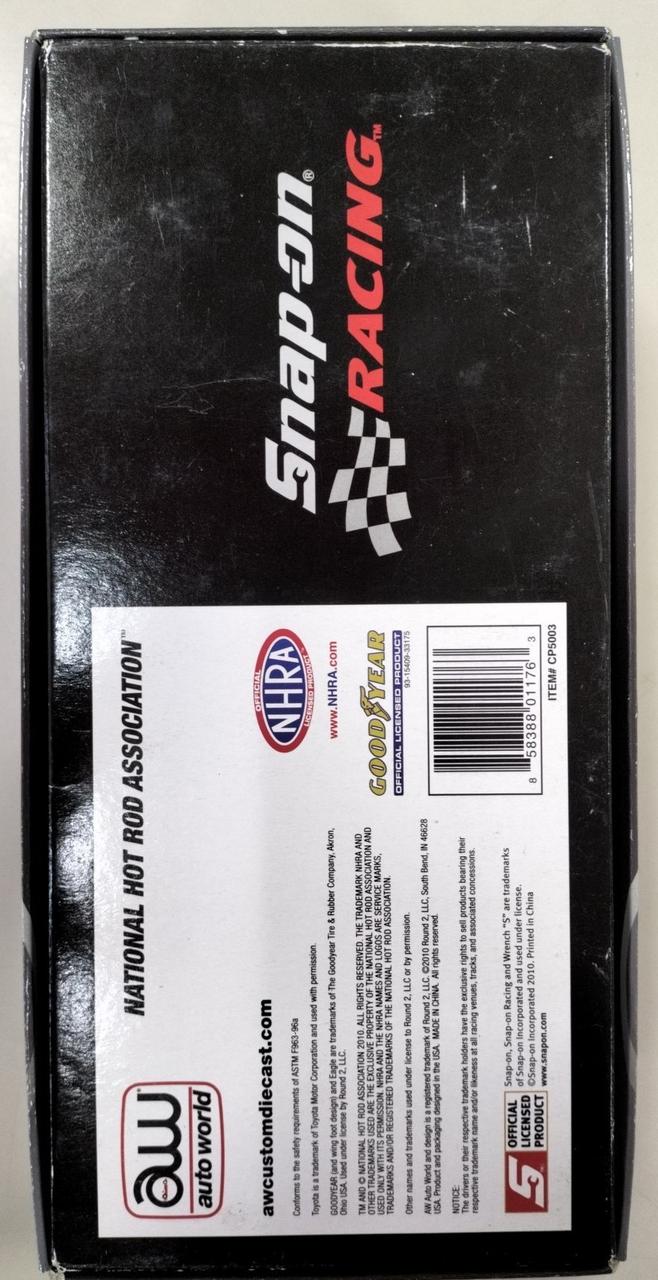 Snap-on®
RACING™
aw
auto world
NATIONAL HOT ROD ASSOCIATION™
awcustomdiecast.com
Conforms to the safety requirements of ASTM F963-96a
Toyota is a trademark of Toyota Motor Corporation and used with permission.
GOODYEAR (and wing foot design) and Eagle are trademarks of The Goodyear Tire & Rubber Company, Akron,
Ohio USA. Used under license by Round 2, LLC.
TM AND © NATIONAL HOT ROD ASSOCIATION 2010. ALL RIGHTS RESERVED. THE TRADEMARK NHRA AND
OTHER TRADEMARKS USED ARE THE EXCLUSIVE PROPERTY OF THE NATIONAL HOT ROD ASSOCIATION AND
USED ONLY WITH ITS PERMISSION. NHRA AND THE NHRA NAMES AND LOGOS ARE SERVICE MARKS,
TRADEMARKS AND/OR REGISTERED TRADEMARKS OF THE NATIONAL HOT ROD ASSOCIATION.
Other names and trademarks used under license to Round 2, LLC or by permission.
AW Auto World and design is a registered trademark of Round 2, LLC. ©2010 Round 2, LLC, South Bend, IN 46628
USA. Product and packaging designed in the USA. MADE IN CHINA. All rights reserved.
NOTICE:
The drivers or their respective trademark holders have the exclusive rights to sell products bearing their
respective trademark name and/or likeness at all racing venues, tracks, and associated concessions.
OFFICIAL
LICENSED
PRODUCT
Snap-on, Snap-on Racing and Wrench "S" are trademarks
of Snap-on Incorporated and used under license.
©Snap-on Incorporated 2010. Printed in China
www.snapon.com
OFFICIAL
NHRA
LICENSED PRODUCT
www.NHRA.com
GOODYEAR
OFFICIAL LICENSED PRODUCT
93-15409-33175
8 58388 01176 3
ITEM# CP5003